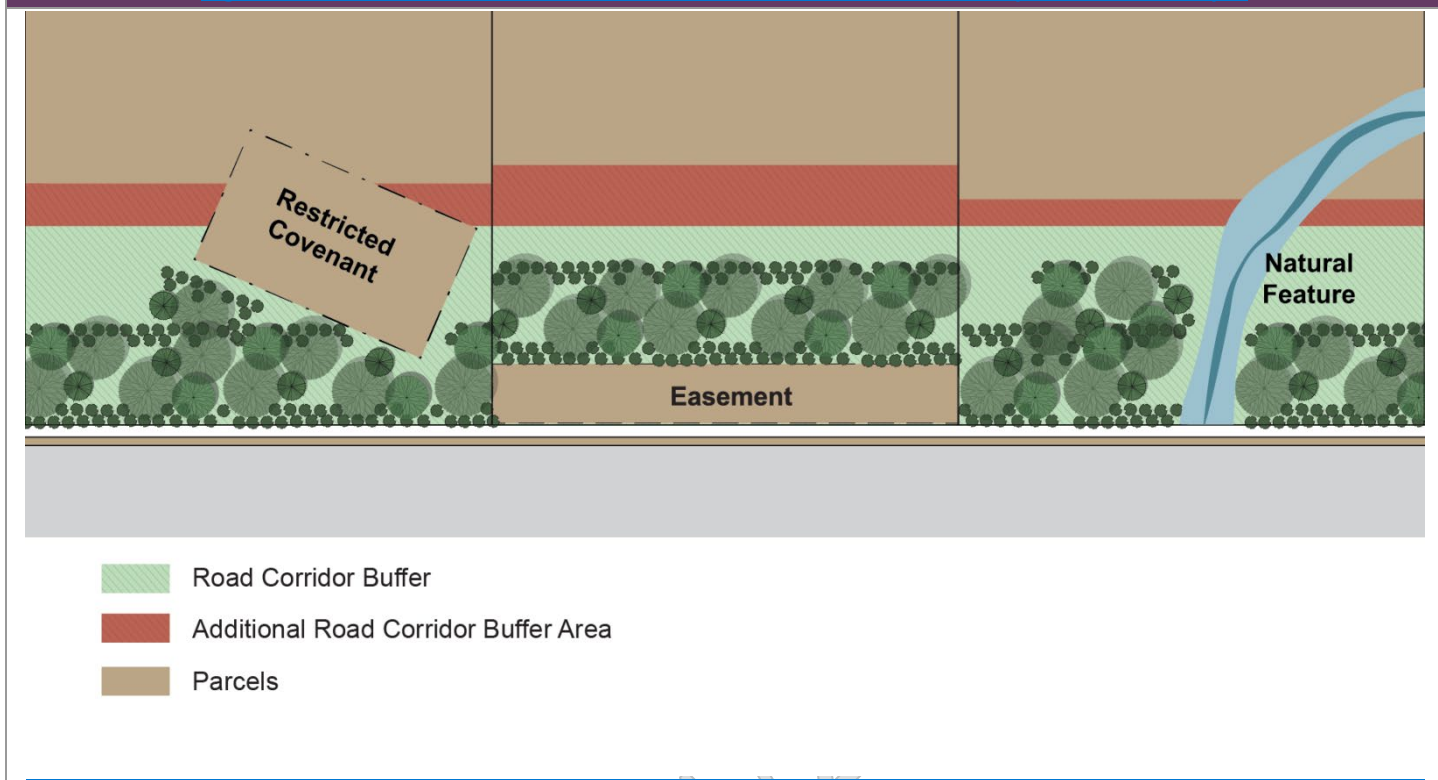 Restricted
Covenant
Natural
Feature
Easement
Road Corridor Buffer
Additional Road Corridor Buffer Area
Parcels